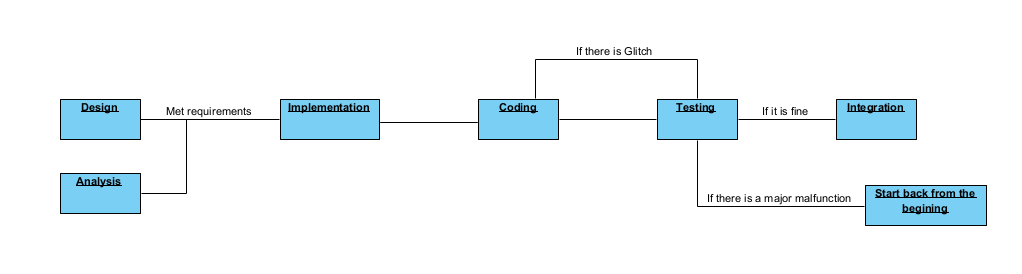 If there is Glitch
Design
Met requirements
Implementation
Coding
Testing
If it is fine
Integration
Analysis
If there is a major malfunction
Start back from the
begining